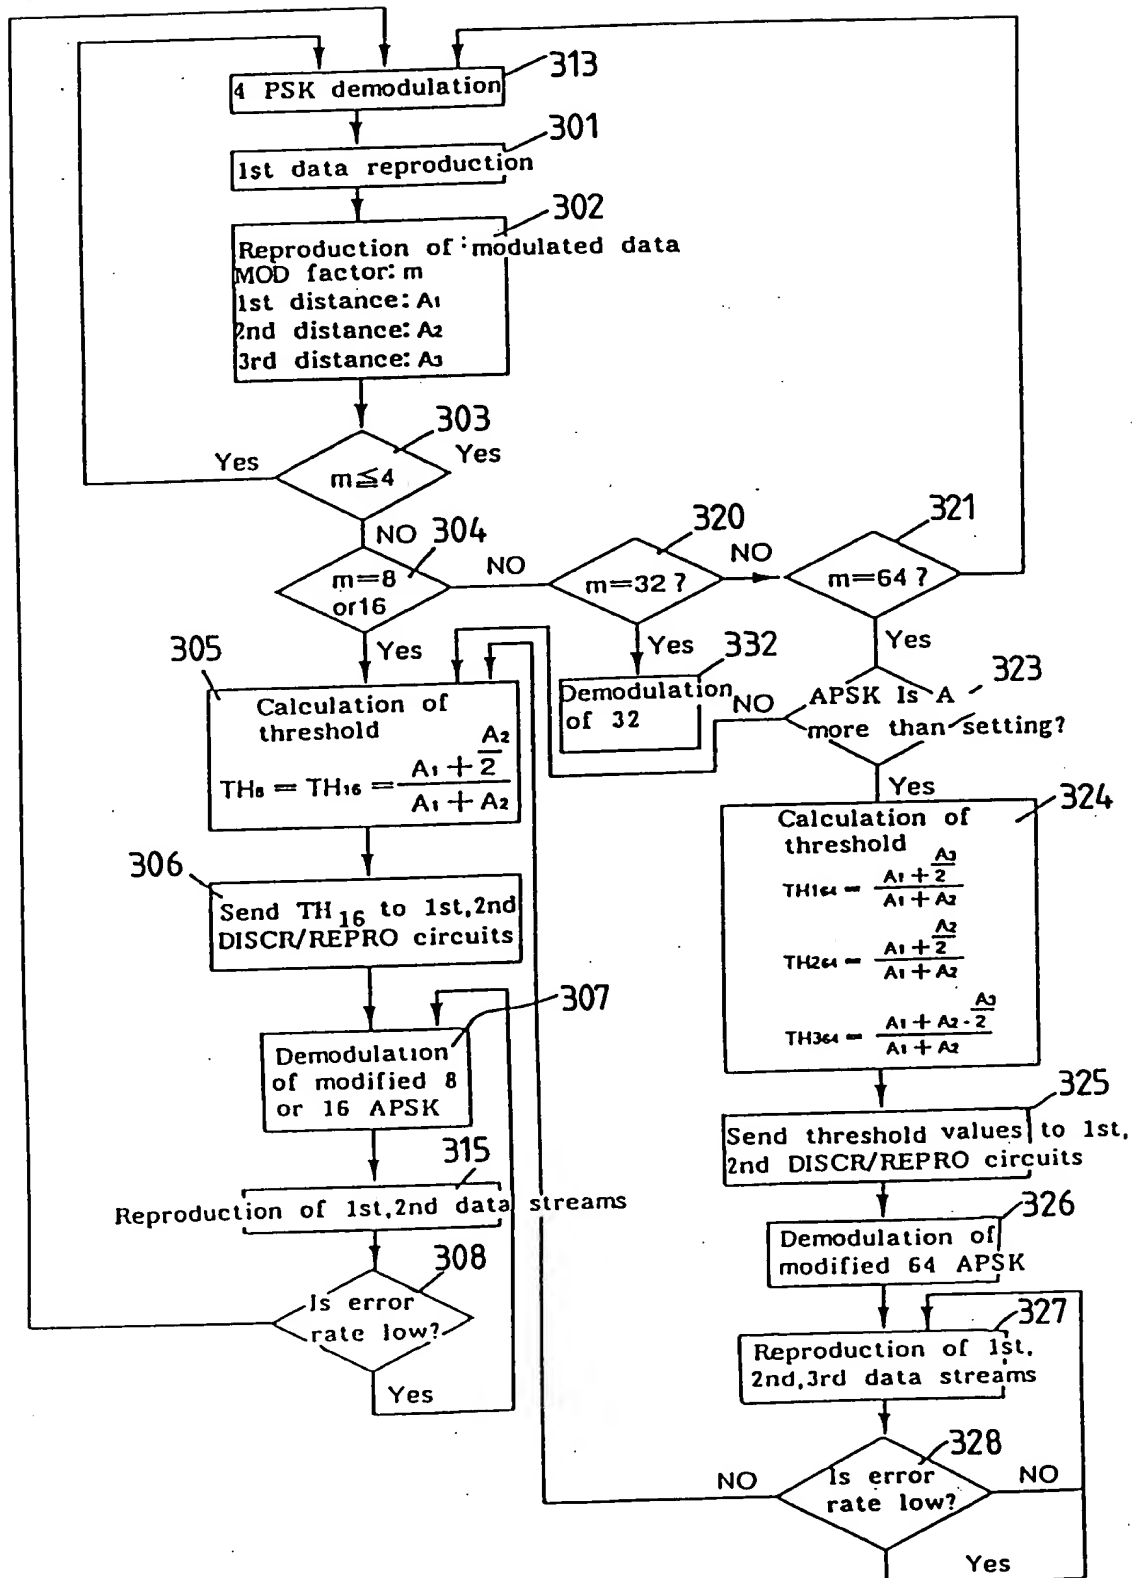 313
4 PSK demodulation
301
1st data reproduction
302
Reproduction of : modulated data
MOD factor: m
1st distance: A1
2nd distance: A2
3rd distance: A3
303
Yes
Yes
m≦4
NO
304
m=8
or16
NO
320
m=32 ?
NO
321
m=64 ?
Yes
Yes
Yes
305
Calculation of
threshold
TH8 = TH16 = (A1 + A2/2)/(A1 + A2)
332
Demodulation
of 32
NO
APSK Is A
323
more than setting?
Yes
306
Send TH16 to 1st,2nd
DISCR/REPRO circuits
324
Calculation of
threshold
TH164 = (A1 + A3/2)/(A1 + A2)
TH264 = (A1 + A2/2)/(A1 + A2)
TH364 = (A1 + A2 - A3/2)/(A1 + A2)
307
Demodulation
of modified 8
or 16 APSK
325
Send threshold values to 1st,
2nd DISCR/REPRO circuits
315
Reproduction of 1st,2nd data streams
326
Demodulation of
modified 64 APSK
308
Is error
rate low?
Yes
327
Reproduction of 1st,
2nd,3rd data streams
328
NO
Is error
rate low?
NO
Yes